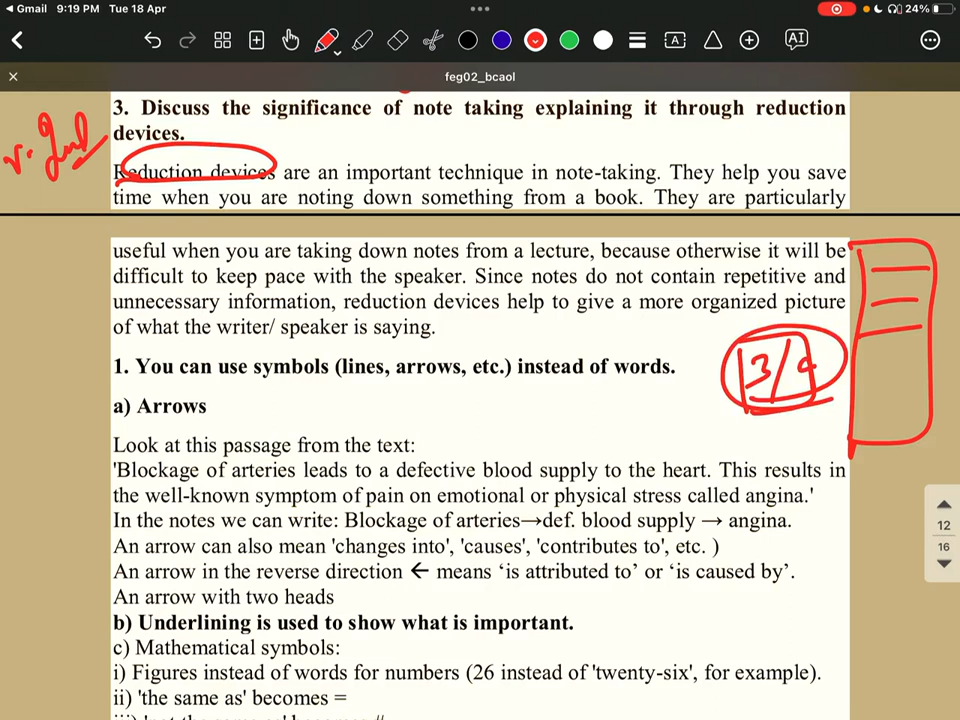 Gmail 9:19 PM Tue 18 Apr 24%
A AI
feg02_bcaol
3. Discuss the significance of note taking explaining it through reduction
devices.
Reduction devices are an important technique in note-taking. They help you save
time when you are noting down something from a book. They are particularly
useful when you are taking down notes from a lecture, because otherwise it will be
difficult to keep pace with the speaker. Since notes do not contain repetitive and
unnecessary information, reduction devices help to give a more organized picture
of what the writer/ speaker is saying.
1. You can use symbols (lines, arrows, etc.) instead of words.
a) Arrows
Look at this passage from the text:
'Blockage of arteries leads to a defective blood supply to the heart. This results in
the well-known symptom of pain on emotional or physical stress called angina.'
In the notes we can write: Blockage of arteries→def. blood supply → angina.
An arrow can also mean 'changes into', 'causes', 'contributes to', etc. )
An arrow in the reverse direction ← means ‘is attributed to’ or ‘is caused by’.
An arrow with two heads
b) Underlining is used to show what is important.
c) Mathematical symbols:
i) Figures instead of words for numbers (26 instead of 'twenty-six', for example).
ii) 'the same as' becomes =
12
16